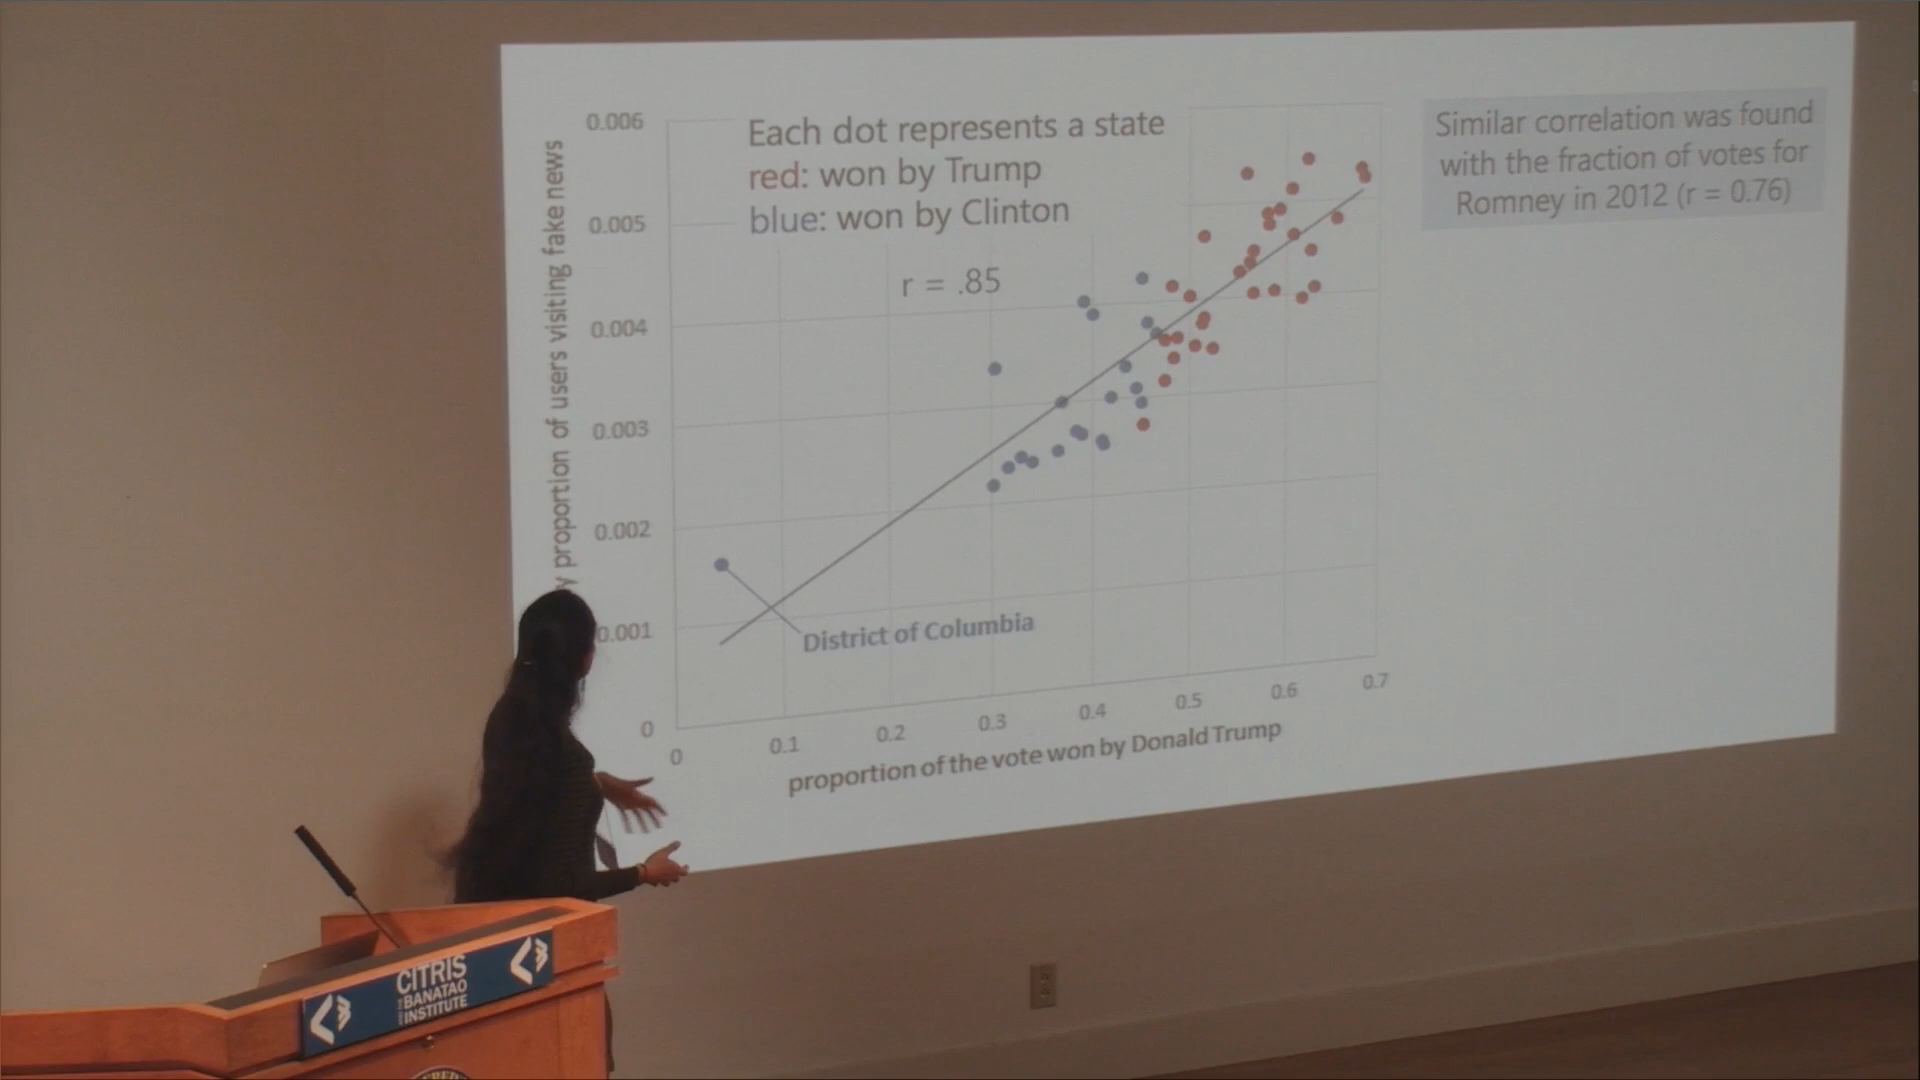 Each dot represents a state
red: won by Trump
blue: won by Clinton
r = .85
Similar correlation was found
with the fraction of votes for
Romney in 2012 (r = 0.76)
proportion of users visiting fake news
0.006
0.005
0.004
0.003
0.002
0.001
0
District of Columbia
0
0.1
0.2
0.3
0.4
0.5
0.6
0.7
proportion of the vote won by Donald Trump
CITRIS
BANATAO
INSTITUTE